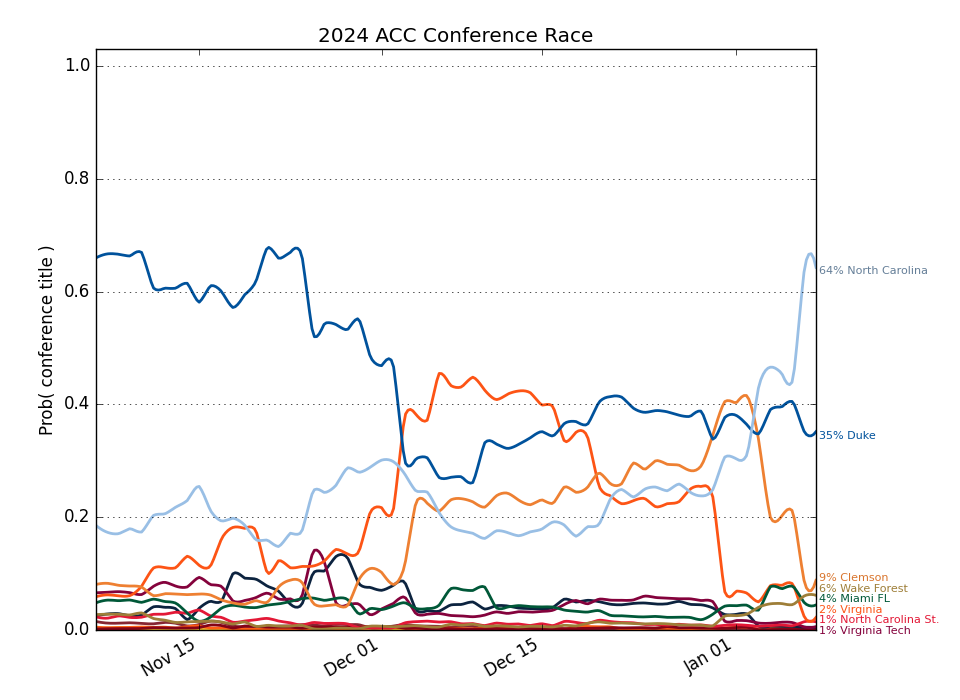 2024 ACC Conference Race
Prob( conference title )
1.0
0.8
0.6
0.4
0.2
0.0
Nov 15
Dec 01
Dec 15
Jan 01
64% North Carolina
35% Duke
9% Clemson
6% Wake Forest
4% Miami FL
2% Virginia
1% North Carolina St.
1% Virginia Tech